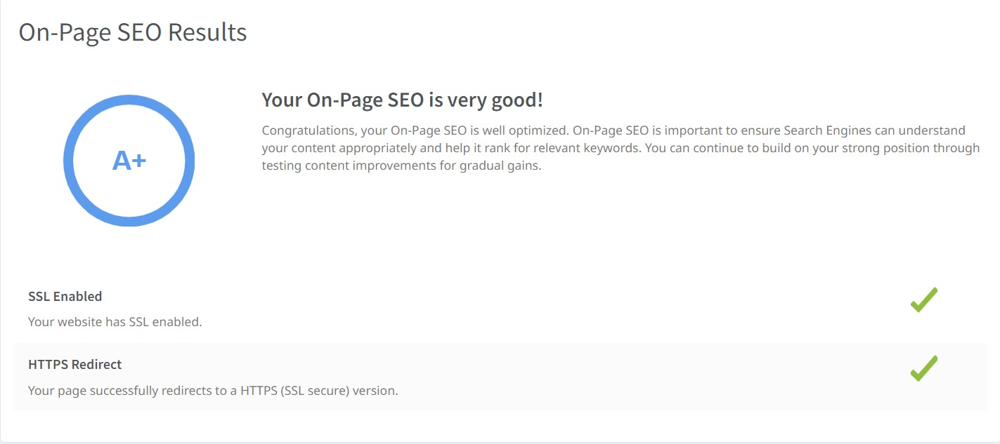 On-Page SEO Results
A+
Your On-Page SEO is very good!
Congratulations, your On-Page SEO is well optimized. On-Page SEO is important to ensure Search Engines can understand
your content appropriately and help it rank for relevant keywords. You can continue to build on your strong position through
testing content improvements for gradual gains.
SSL Enabled
Your website has SSL enabled.
HTTPS Redirect
Your page successfully redirects to a HTTPS (SSL secure) version.